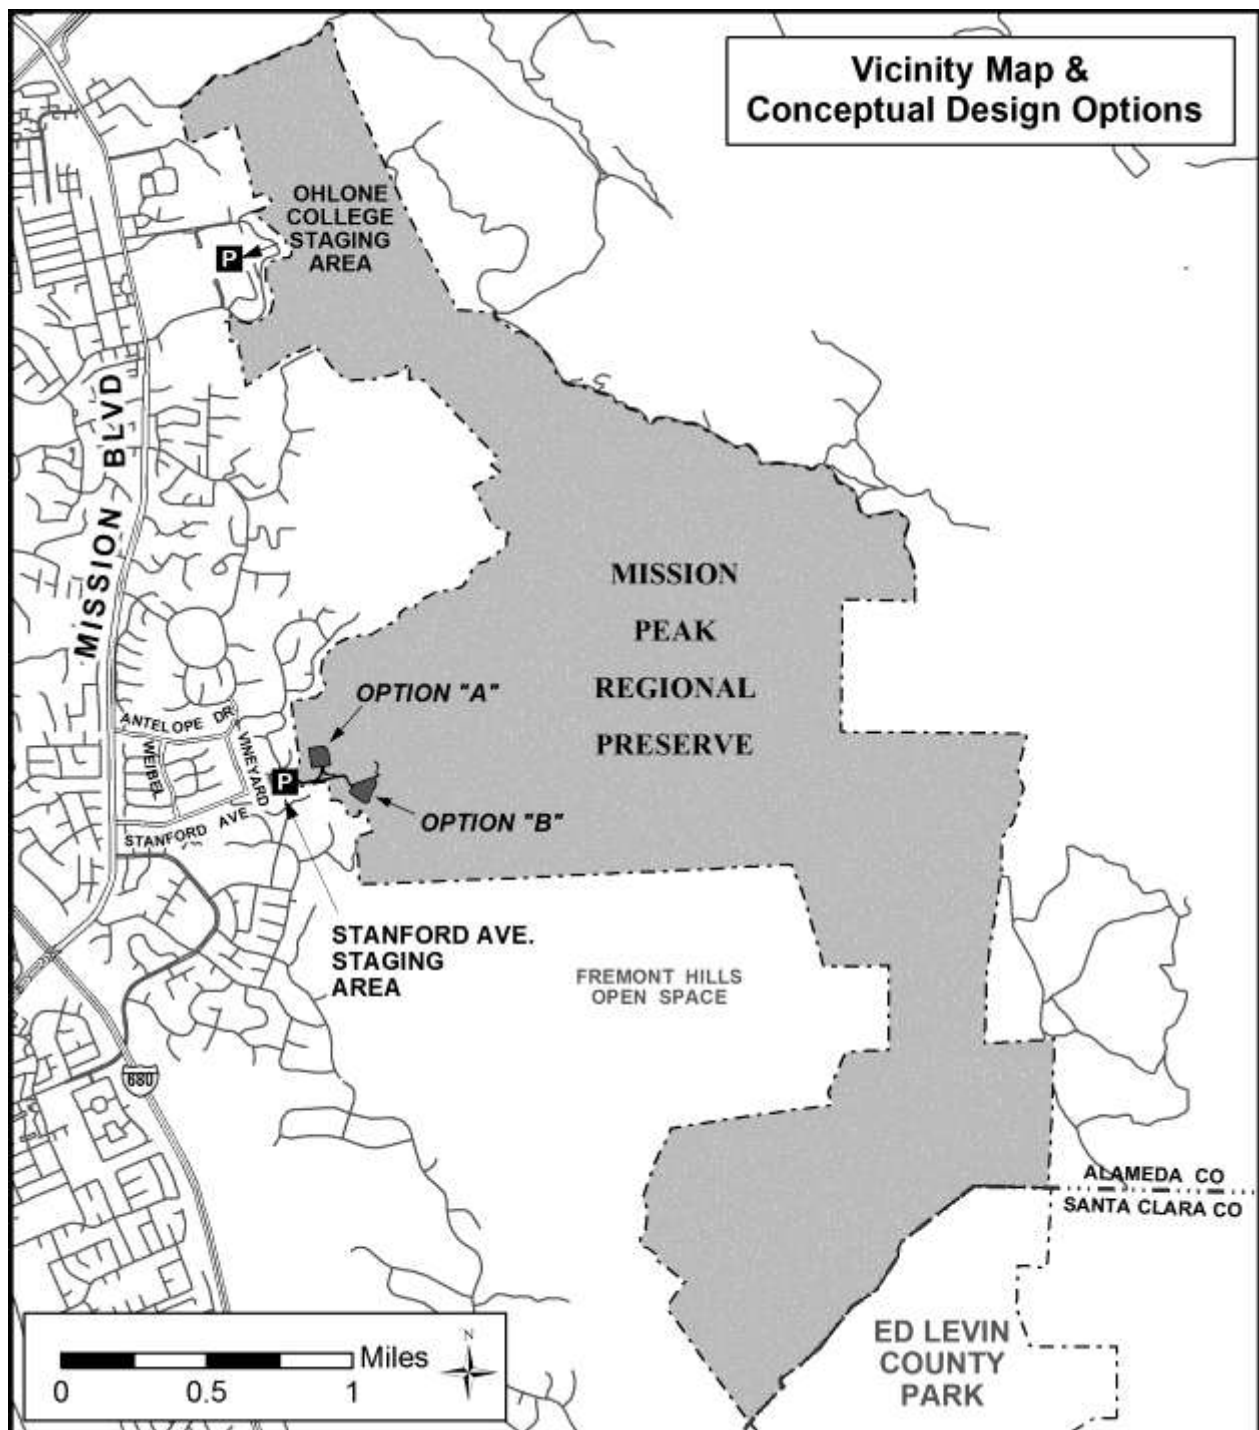 Vicinity Map &
Conceptual Design Options
OHLONE
COLLEGE
STAGING
AREA
P
MISSION BLVD
MISSION
PEAK
REGIONAL
PRESERVE
OPTION "A"
ANTELOPE DR
WEIBEL
VINEYARD
P
STANFORD AVE
OPTION "B"
STANFORD AVE.
STAGING
AREA
FREMONT HILLS
OPEN SPACE
680
ALAMEDA CO
SANTA CLARA CO
ED LEVIN
COUNTY
PARK
N
Miles
0 0.5 1